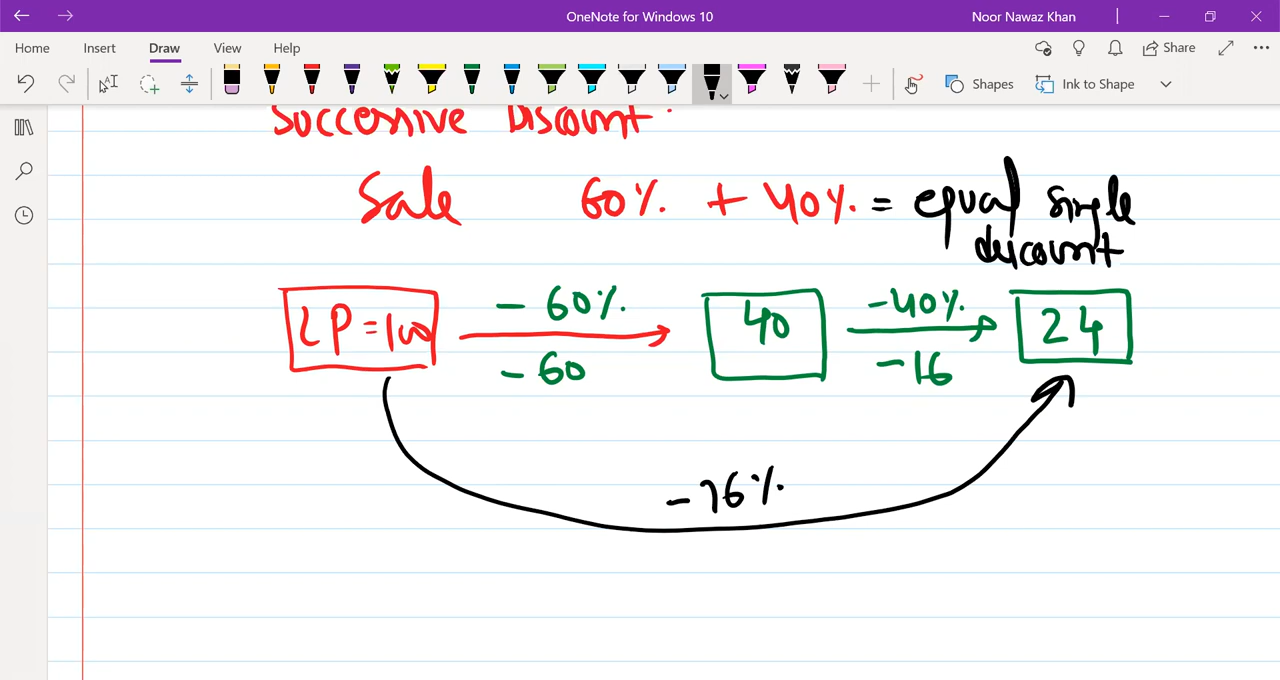 OneNote for Windows 10
Noor Nawaz Khan
Home Insert Draw View Help
Share
Shapes
Ink to Shape
Successive Discount
Sale 60% + 40% = equal single
discount
LP = 100
- 60%
- 60
40
-40%
-16
24
-76%